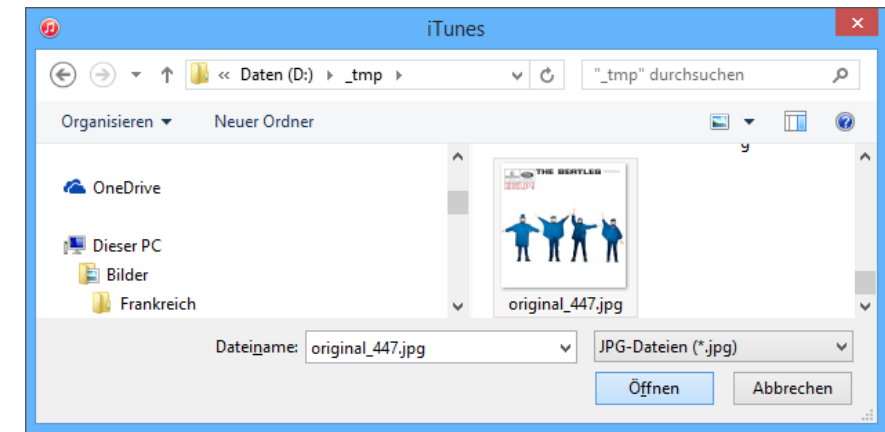 iTunes
« Daten (D:) ▸ _tmp ▸
"_tmp" durchsuchen
Organisieren
Neuer Ordner
g
OneDrive
THE BEATLES
HELP!
Dieser PC
Bilder
Frankreich
original_447.jpg
Dateiname: original_447.jpg
JPG-Dateien (*.jpg)
Öffnen
Abbrechen